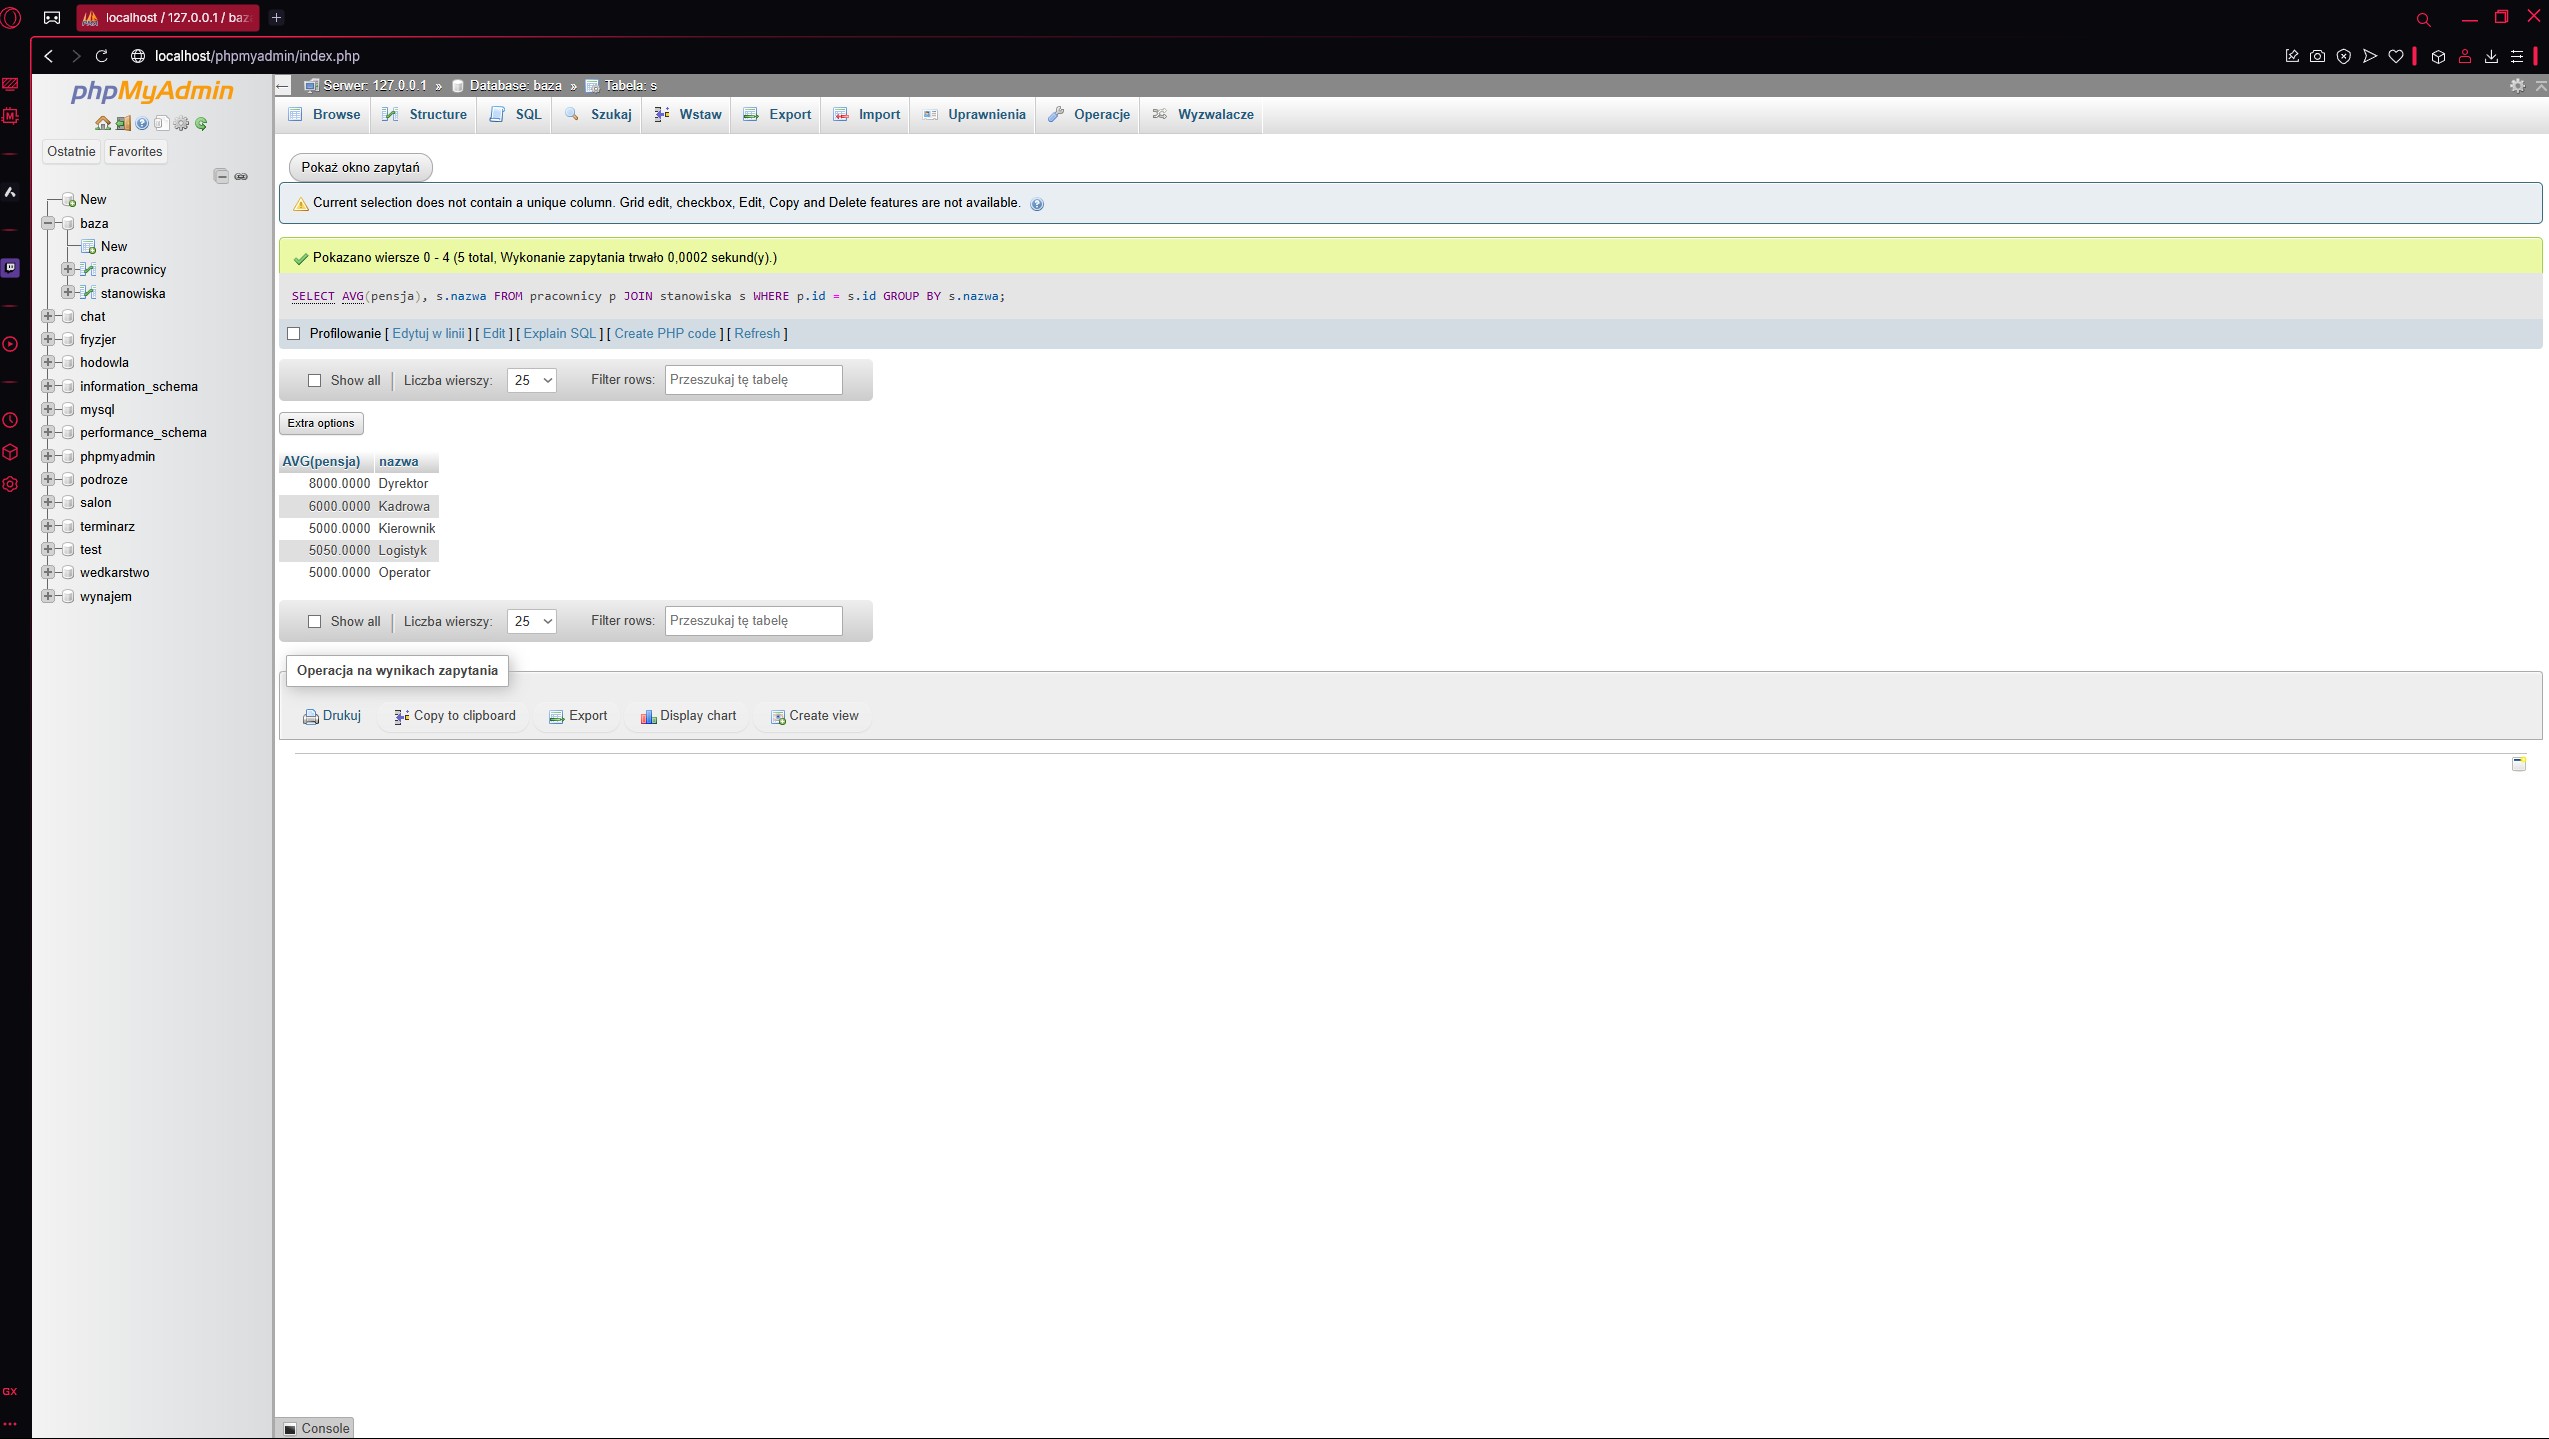 localhost / 127.0.0.1 / baz
localhost/phpmyadmin/index.php
phpMyAdmin
Ostatnie Favorites
New
baza
New
pracownicy
stanowiska
chat
fryzjer
hodowla
information_schema
mysql
performance_schema
phpmyadmin
podroze
salon
terminarz
test
wedkarstwo
wynajem
GX
Serwer: 127.0.0.1 » Database: baza » Tabela: s
Browse Structure SQL Szukaj Wstaw Export Import Uprawnienia Operacje Wyzwalacze
Pokaż okno zapytań
Current selection does not contain a unique column. Grid edit, checkbox, Edit, Copy and Delete features are not available.
Pokazano wiersze 0 - 4 (5 total, Wykonanie zapytania trwało 0,0002 sekund(y).)
SELECT AVG(pensja), s.nazwa FROM pracownicy p JOIN stanowiska s WHERE p.id = s.id GROUP BY s.nazwa;
Profilowanie [ Edytuj w linii ] [ Edit ] [ Explain SQL ] [ Create PHP code ] [ Refresh ]
Show all | Liczba wierszy: 25 Filter rows: Przeszukaj tę tabelę
Extra options
AVG(pensja) nazwa
8000.0000 Dyrektor
6000.0000 Kadrowa
5000.0000 Kierownik
5050.0000 Logistyk
5000.0000 Operator
Show all | Liczba wierszy: 25 Filter rows: Przeszukaj tę tabelę
Operacja na wynikach zapytania
Drukuj Copy to clipboard Export Display chart Create view
Console